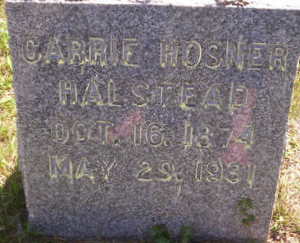 CARRIE HOSNER
HALSTEAD
OCT. 16, 1874
MAY 29, 1931